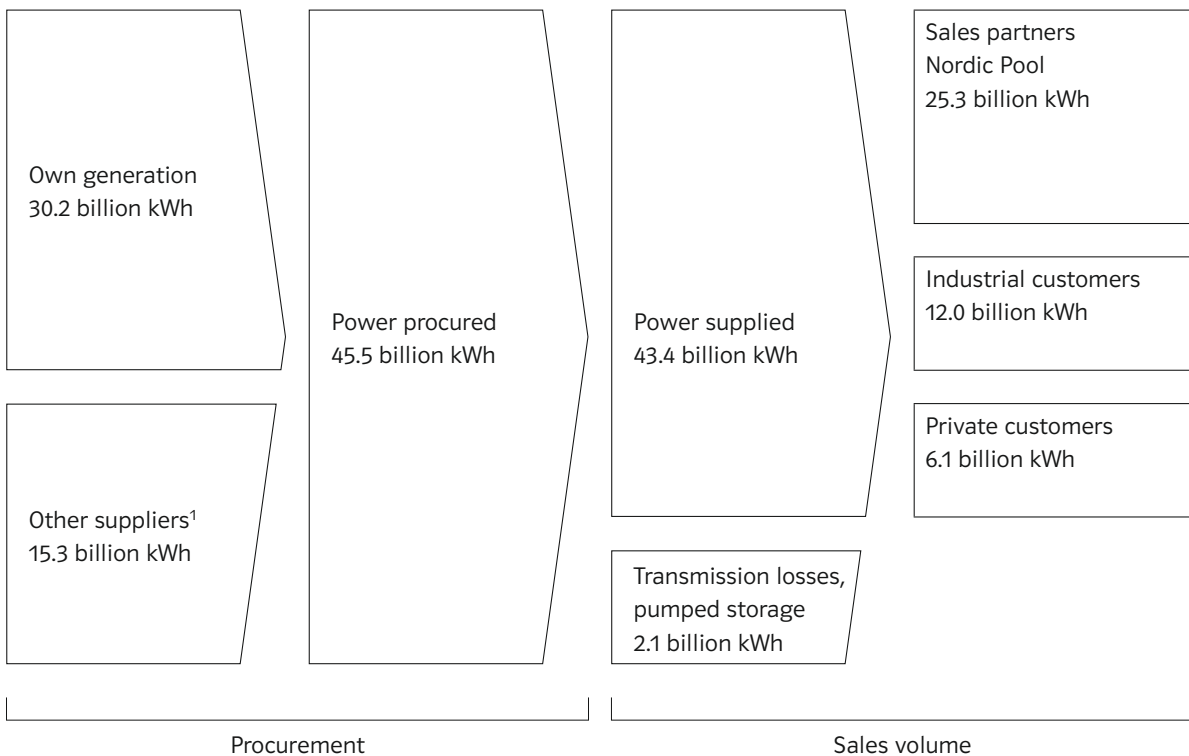 Own generation
30.2 billion kWh
Other suppliers¹
15.3 billion kWh
Power procured
45.5 billion kWh
Power supplied
43.4 billion kWh
Transmission losses,
pumped storage
2.1 billion kWh
Sales partners
Nordic Pool
25.3 billion kWh
Industrial customers
12.0 billion kWh
Private customers
6.1 billion kWh
Procurement
Sales volume